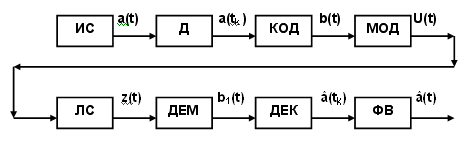 a(t) a(tₖ) b(t) U(t)
ИС Д КОД МОД
z(t) b₁(t) â(tₖ) â(t)
ЛС ДЕМ ДЕК ФВ